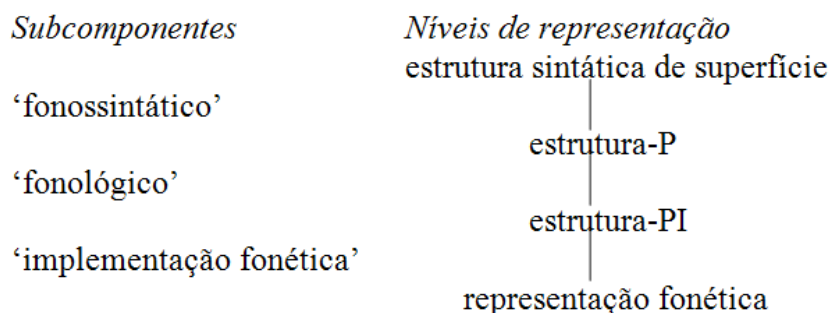 Subcomponentes Níveis de representação
estrutura sintática de superfície
‘fonossintático’
estrutura-P
‘fonológico’
estrutura-PI
‘implementação fonética’
representação fonética